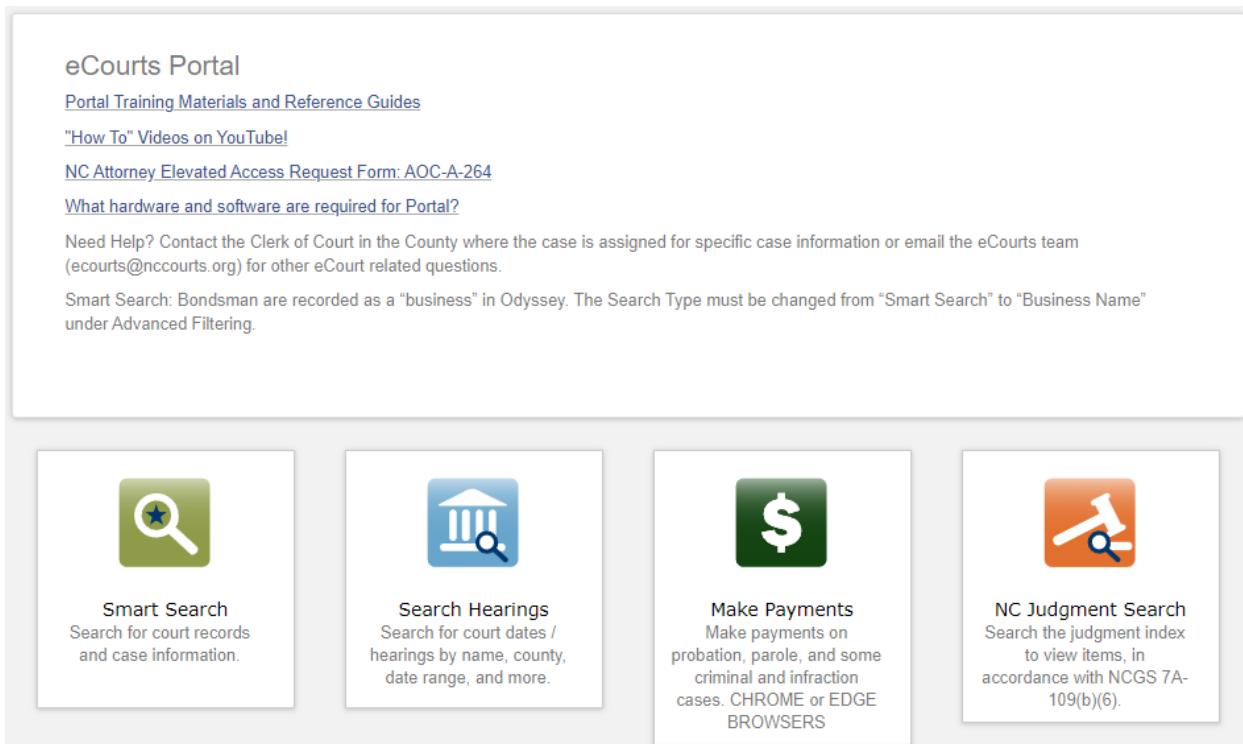 eCourts Portal
Portal Training Materials and Reference Guides
"How To" Videos on YouTube!
NC Attorney Elevated Access Request Form: AOC-A-264
What hardware and software are required for Portal?
Need Help? Contact the Clerk of Court in the County where the case is assigned for specific case information or email the eCourts team
(ecourts@nccourts.org) for other eCourt related questions.
Smart Search: Bondsman are recorded as a “business” in Odyssey. The Search Type must be changed from “Smart Search” to “Business Name”
under Advanced Filtering.
$
Smart Search
Search for court records
and case information.
Search Hearings
Search for court dates /
hearings by name, county,
date range, and more.
Make Payments
Make payments on
probation, parole, and some
criminal and infraction
cases. CHROME or EDGE
BROWSERS
NC Judgment Search
Search the judgment index
to view items, in
accordance with NCGS 7A-
109(b)(6).